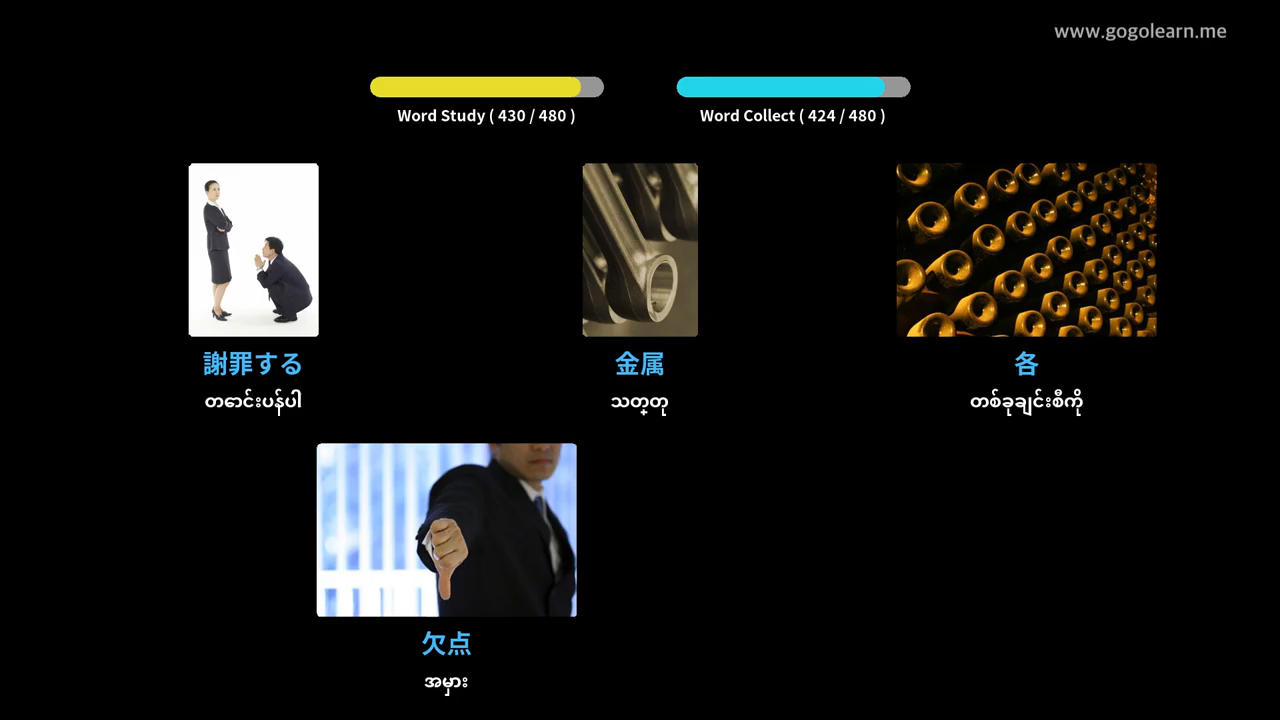 www.gogolearn.me
Word Study ( 430 / 480 )
Word Collect ( 424 / 480 )
謝罪する
တောင်းပန်ပါ
金属
သတ္တု
各
တစ်ခုချင်းစီကို
欠点
အမှား